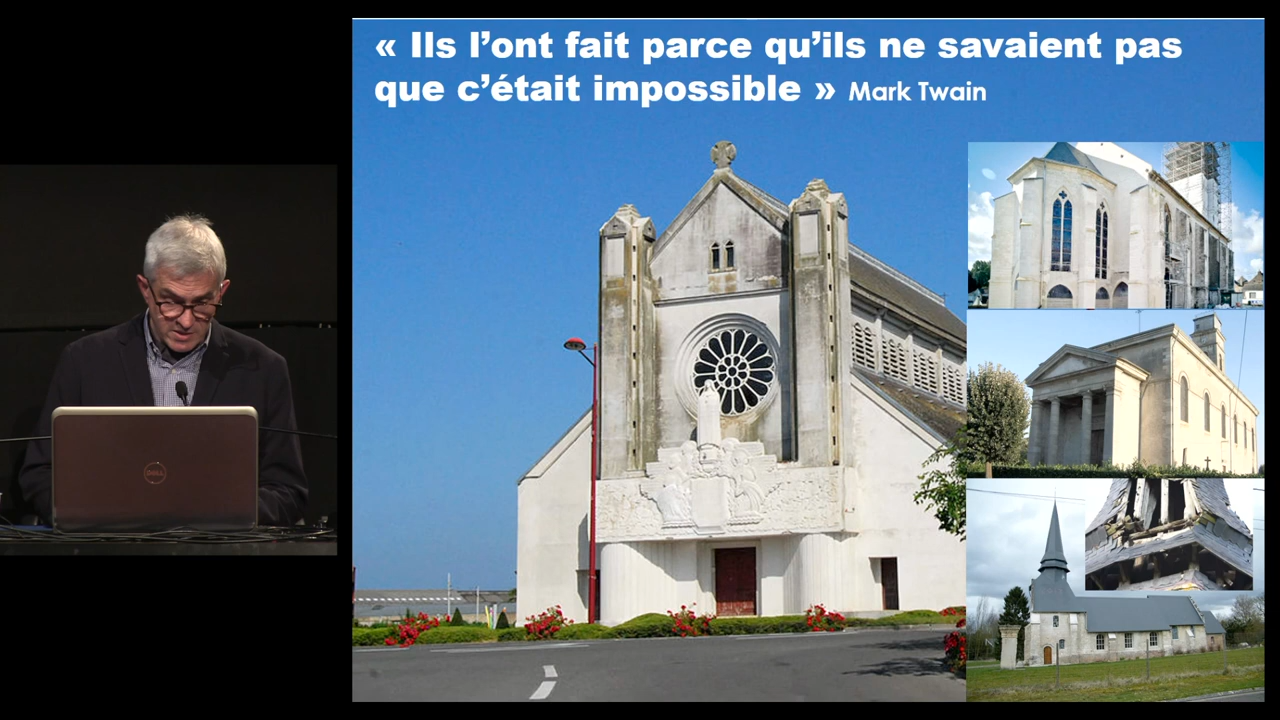 « Ils l’ont fait parce qu’ils ne savaient pas
que c’était impossible » Mark Twain
DELL